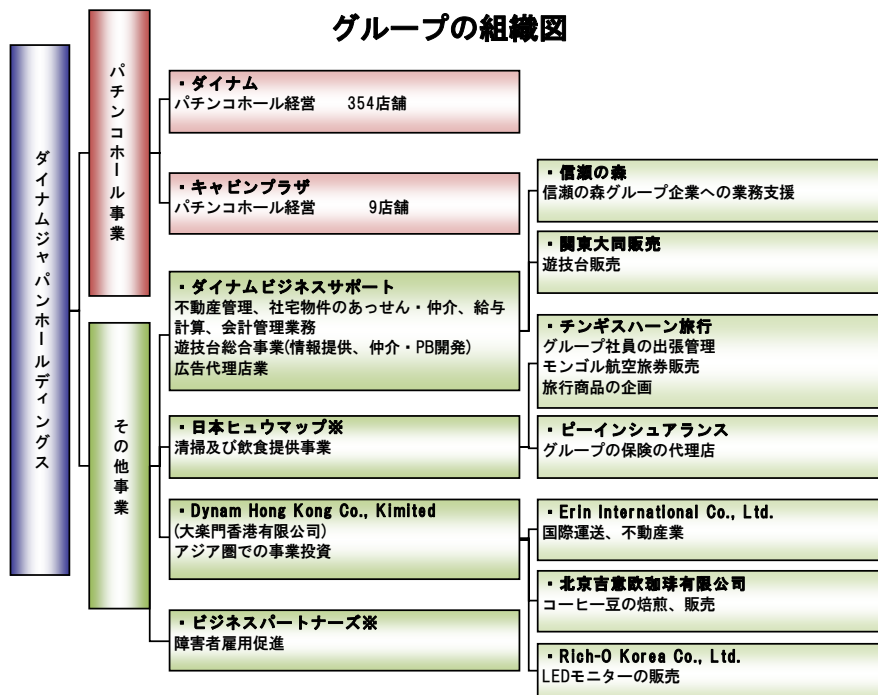 グループの組織図
ダイナムジャパンホールディングス
パチンコホール事業
・ダイナム
パチンコホール経営　　354店舗
・キャビンプラザ
パチンコホール経営　　　9店舗
その他事業
・ダイナムビジネスサポート
不動産管理、社宅物件のあっせん・仲介、給与
計算、会計管理業務
遊技台総合事業(情報提供、仲介・PB開発)
広告代理店業
・信瀬の森
信瀬の森グループ企業への業務支援
・関東大同販売
遊技台販売
・日本ヒュウマップ※
清掃及び飲食提供事業
・チンギスハーン旅行
グループ社員の出張管理
モンゴル航空旅券販売
旅行商品の企画
・ピーインシュアランス
グループの保険の代理店
・Dynam Hong Kong Co., Kimited
(大楽門香港有限公司)
アジア圏での事業投資
・Erin International Co., Ltd.
国際運送、不動産業
・北京吉意欧珈琲有限公司
コーヒー豆の焙煎、販売
・Rich-O Korea Co., Ltd.
LEDモニターの販売
・ビジネスパートナーズ※
障害者雇用促進